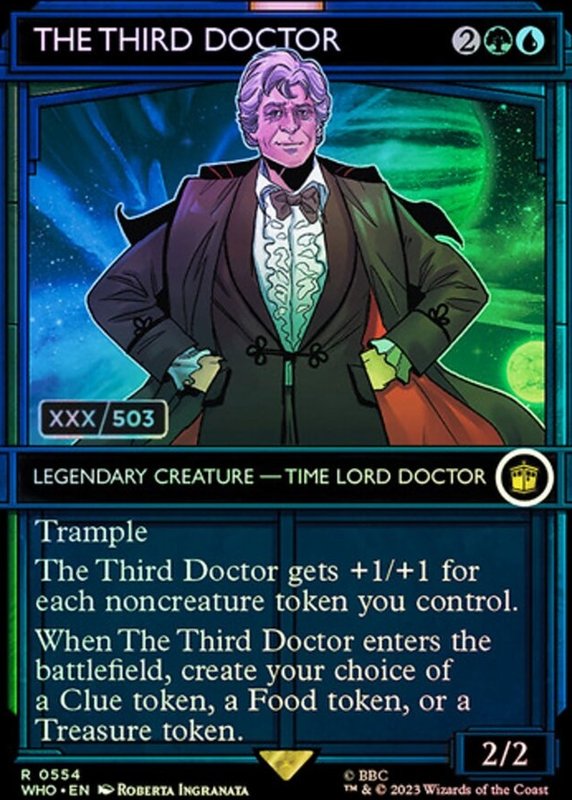 THE THIRD DOCTOR 2
XXX/503
LEGENDARY CREATURE — TIME LORD DOCTOR
Trample
The Third Doctor gets +1/+1 for
each noncreature token you control.
When The Third Doctor enters the
battlefield, create your choice of
a Clue token, a Food token, or a
Treasure token.
2/2
R 0554
WHO • EN ROBERTA INGRANATA
© BBC
™ & © 2023 Wizards of the Coast